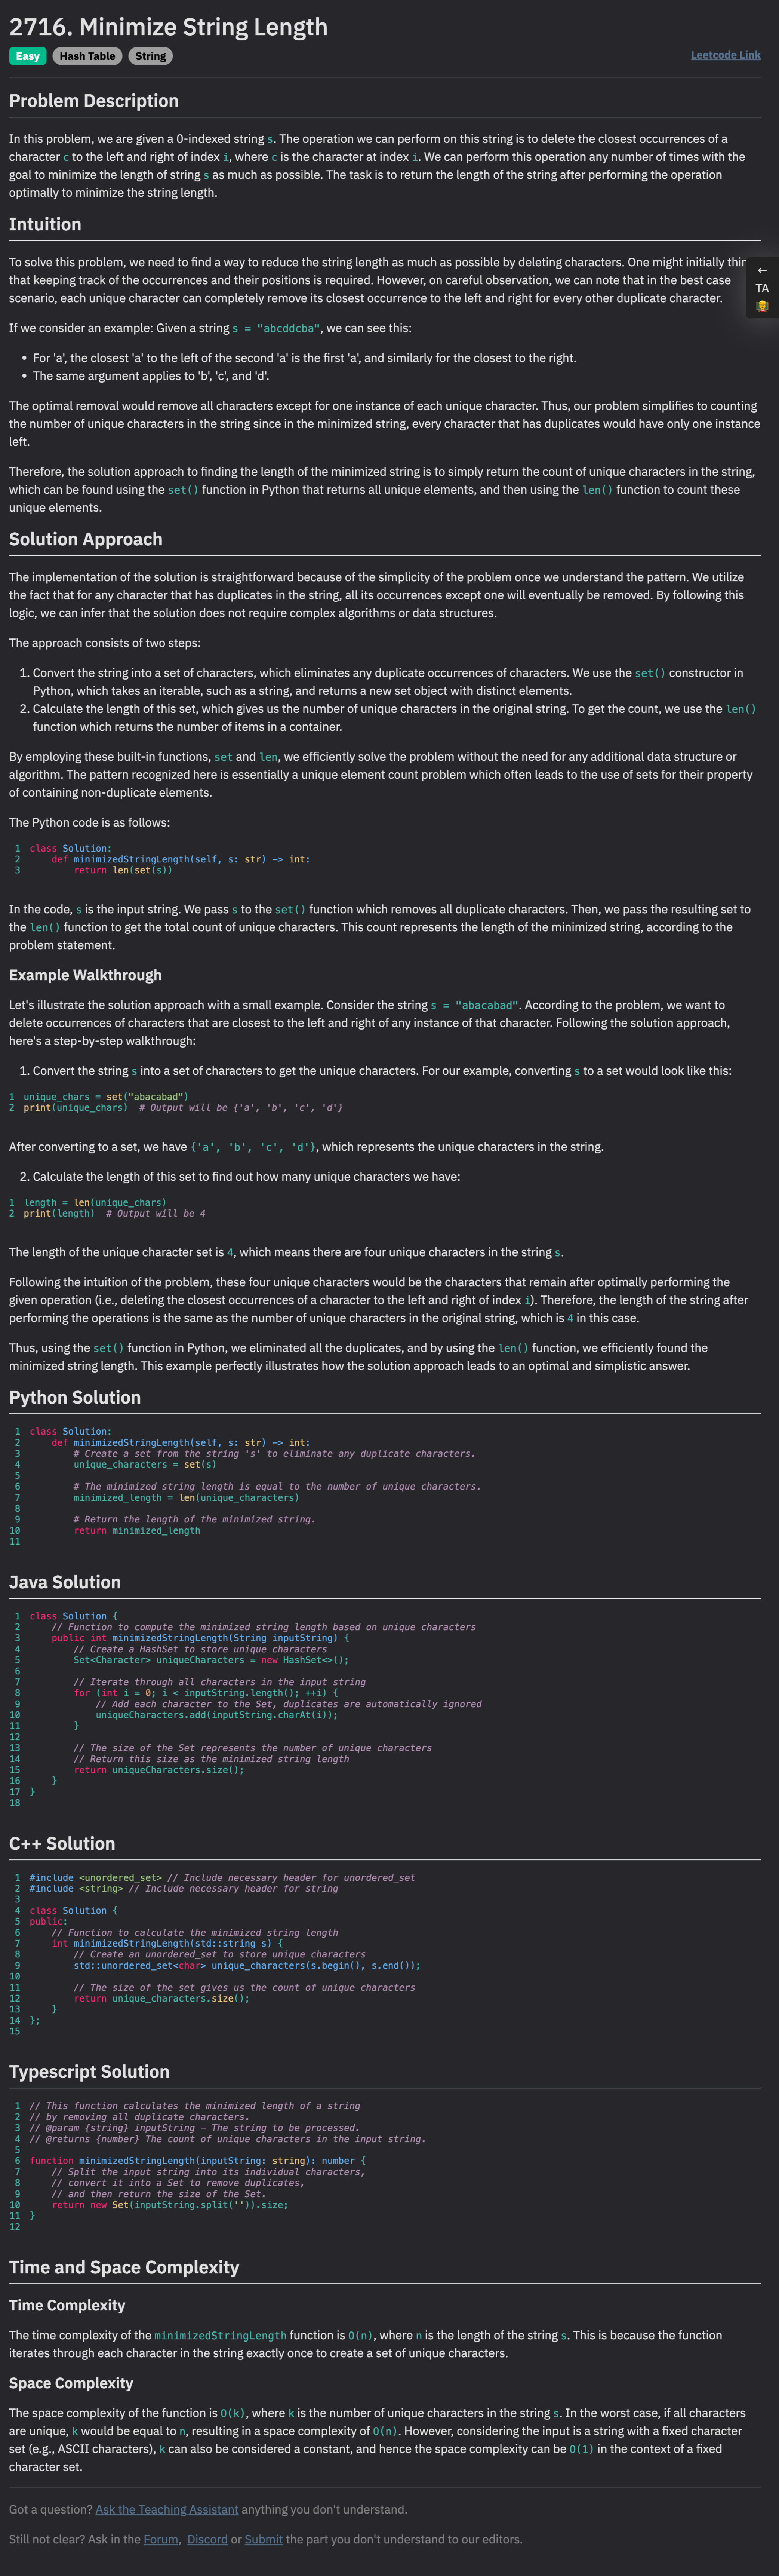 2716. Minimize String Length
Easy Hash Table String Leetcode Link
Problem Description
In this problem, we are given a 0-indexed string s. The operation we can perform on this string is to delete the closest occurrences of a
character c to the left and right of index i, where c is the character at index i. We can perform this operation any number of times with the
goal to minimize the length of string s as much as possible. The task is to return the length of the string after performing the operation
optimally to minimize the string length.
Intuition
To solve this problem, we need to find a way to reduce the string length as much as possible by deleting characters. One might initially thin
that keeping track of the occurrences and their positions is required. However, on careful observation, we can note that in the best case
scenario, each unique character can completely remove its closest occurrence to the left and right for every other duplicate character.
←
TA
If we consider an example: Given a string s = "abcddcba", we can see this:
• For 'a', the closest 'a' to the left of the second 'a' is the first 'a', and similarly for the closest to the right.
• The same argument applies to 'b', 'c', and 'd'.
The optimal removal would remove all characters except for one instance of each unique character. Thus, our problem simplifies to counting
the number of unique characters in the string since in the minimized string, every character that has duplicates would have only one instance
left.
Therefore, the solution approach to finding the length of the minimized string is to simply return the count of unique characters in the string,
which can be found using the set() function in Python that returns all unique elements, and then using the len() function to count these
unique elements.
Solution Approach
The implementation of the solution is straightforward because of the simplicity of the problem once we understand the pattern. We utilize
the fact that for any character that has duplicates in the string, all its occurrences except one will eventually be removed. By following this
logic, we can infer that the solution does not require complex algorithms or data structures.
The approach consists of two steps:
1. Convert the string into a set of characters, which eliminates any duplicate occurrences of characters. We use the set() constructor in
Python, which takes an iterable, such as a string, and returns a new set object with distinct elements.
2. Calculate the length of this set, which gives us the number of unique characters in the original string. To get the count, we use the len()
function which returns the number of items in a container.
By employing these built-in functions, set and len, we efficiently solve the problem without the need for any additional data structure or
algorithm. The pattern recognized here is essentially a unique element count problem which often leads to the use of sets for their property
of containing non-duplicate elements.
The Python code is as follows:
1 class Solution:
2 def minimizedStringLength(self, s: str) -> int:
3 return len(set(s))
In the code, s is the input string. We pass s to the set() function which removes all duplicate characters. Then, we pass the resulting set to
the len() function to get the total count of unique characters. This count represents the length of the minimized string, according to the
problem statement.
Example Walkthrough
Let's illustrate the solution approach with a small example. Consider the string s = "abacabad". According to the problem, we want to
delete occurrences of characters that are closest to the left and right of any instance of that character. Following the solution approach,
here's a step-by-step walkthrough:
1. Convert the string s into a set of characters to get the unique characters. For our example, converting s to a set would look like this:
1 unique_chars = set("abacabad")
2 print(unique_chars) # Output will be {'a', 'b', 'c', 'd'}
After converting to a set, we have {'a', 'b', 'c', 'd'}, which represents the unique characters in the string.
2. Calculate the length of this set to find out how many unique characters we have:
1 length = len(unique_chars)
2 print(length) # Output will be 4
The length of the unique character set is 4, which means there are four unique characters in the string s.
Following the intuition of the problem, these four unique characters would be the characters that remain after optimally performing the
given operation (i.e., deleting the closest occurrences of a character to the left and right of index i). Therefore, the length of the string after
performing the operations is the same as the number of unique characters in the original string, which is 4 in this case.
Thus, using the set() function in Python, we eliminated all the duplicates, and by using the len() function, we efficiently found the
minimized string length. This example perfectly illustrates how the solution approach leads to an optimal and simplistic answer.
Python Solution
1 class Solution:
2 def minimizedStringLength(self, s: str) -> int:
3 # Create a set from the string 's' to eliminate any duplicate characters.
4 unique_characters = set(s)
5
6 # The minimized string length is equal to the number of unique characters.
7 minimized_length = len(unique_characters)
8
9 # Return the length of the minimized string.
10 return minimized_length
11
Java Solution
1 class Solution {
2 // Function to compute the minimized string length based on unique characters
3 public int minimizedStringLength(String inputString) {
4 // Create a HashSet to store unique characters
5 Set<Character> uniqueCharacters = new HashSet<>();
6
7 // Iterate through all characters in the input string
8 for (int i = 0; i < inputString.length(); ++i) {
9 // Add each character to the Set, duplicates are automatically ignored
10 uniqueCharacters.add(inputString.charAt(i));
11 }
12
13 // The size of the Set represents the number of unique characters
14 // Return this size as the minimized string length
15 return uniqueCharacters.size();
16 }
17 }
18
C++ Solution
1 #include <unordered_set> // Include necessary header for unordered_set
2 #include <string> // Include necessary header for string
3
4 class Solution {
5 public:
6 // Function to calculate the minimized string length
7 int minimizedStringLength(std::string s) {
8 // Create an unordered_set to store unique characters
9 std::unordered_set<char> unique_characters(s.begin(), s.end());
10
11 // The size of the set gives us the count of unique characters
12 return unique_characters.size();
13 }
14 };
15
Typescript Solution
1 // This function calculates the minimized length of a string
2 // by removing all duplicate characters.
3 // @param {string} inputString – The string to be processed.
4 // @returns {number} The count of unique characters in the input string.
5
6 function minimizedStringLength(inputString: string): number {
7 // Split the input string into its individual characters,
8 // convert it into a Set to remove duplicates,
9 // and then return the size of the Set.
10 return new Set(inputString.split('')).size;
11 }
12
Time and Space Complexity
Time Complexity
The time complexity of the minimizedStringLength function is O(n), where n is the length of the string s. This is because the function
iterates through each character in the string exactly once to create a set of unique characters.
Space Complexity
The space complexity of the function is O(k), where k is the number of unique characters in the string s. In the worst case, if all characters
are unique, k would be equal to n, resulting in a space complexity of O(n). However, considering the input is a string with a fixed character
set (e.g., ASCII characters), k can also be considered a constant, and hence the space complexity can be O(1) in the context of a fixed
character set.
Got a question? Ask the Teaching Assistant anything you don't understand.
Still not clear? Ask in the Forum, Discord or Submit the part you don't understand to our editors.